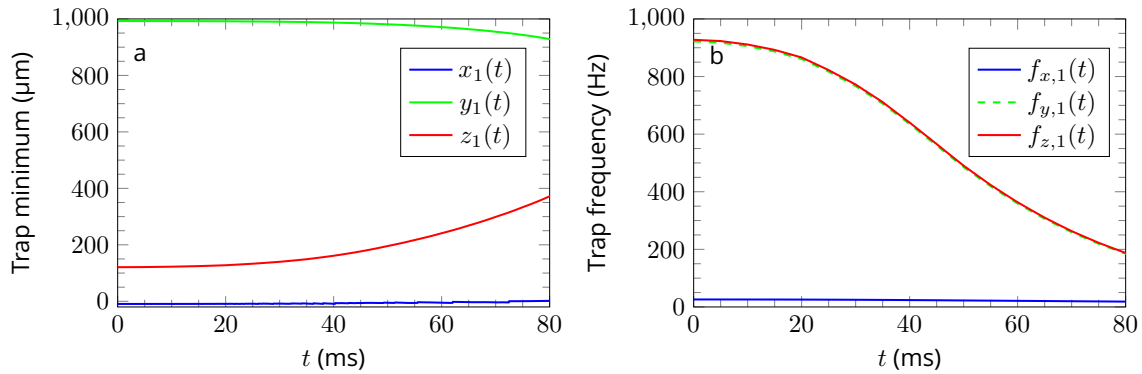 1,000
800
600
400
200
0
Trap minimum (μm)
a
x₁(t)
y₁(t)
z₁(t)
0 20 40 60 80
t (ms)
1,000
800
600
400
200
0
Trap frequency (Hz)
b
fₓ,₁(t)
f_y,1(t)
f_z,1(t)
0 20 40 60 80
t (ms)